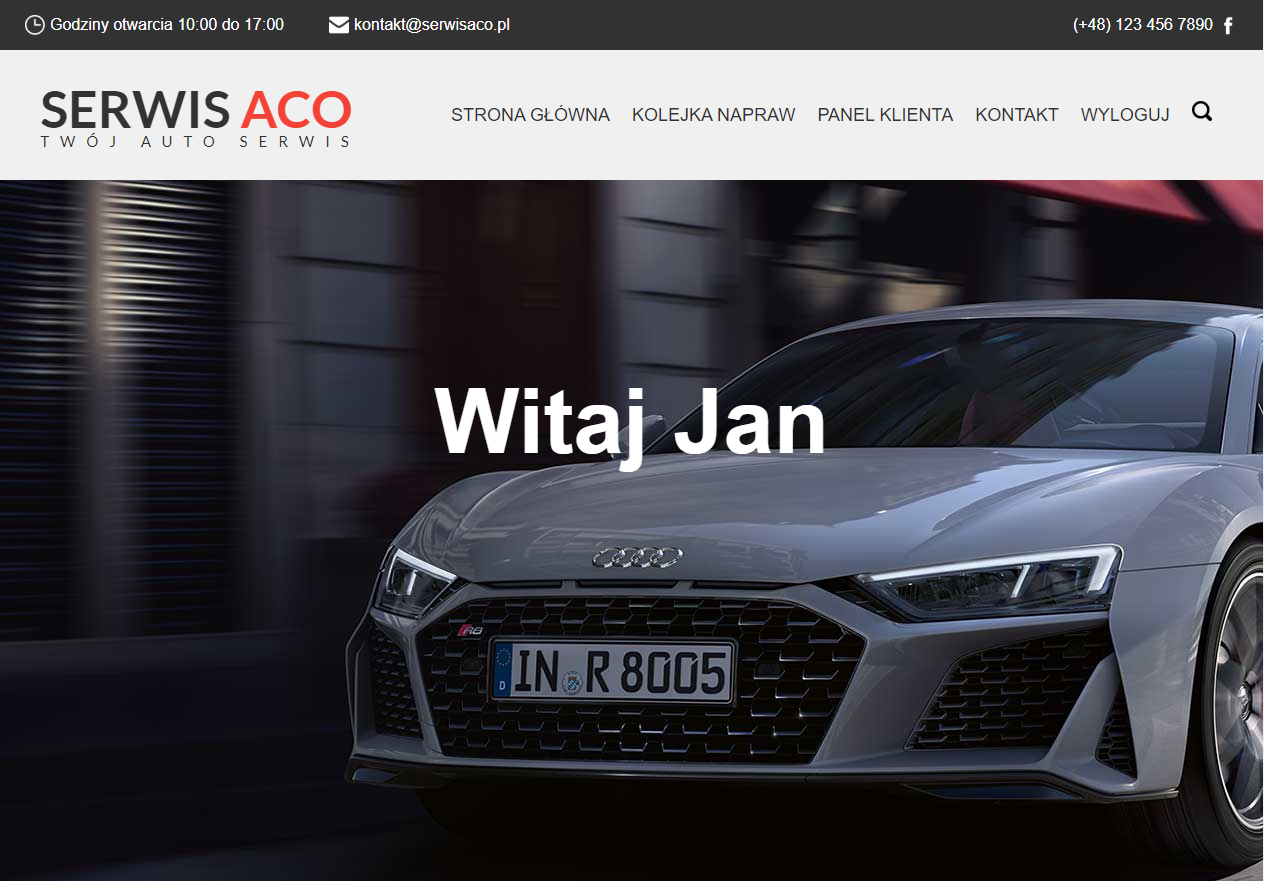 Godziny otwarcia 10:00 do 17:00
kontakt@serwisaco.pl
(+48) 123 456 7890
SERWIS ACO
TWÓJ AUTO SERWIS
STRONA GŁÓWNA
KOLEJKA NAPRAW
PANEL KLIENTA
KONTAKT
WYLOGUJ
Witaj Jan
R8
D
IN R 8005